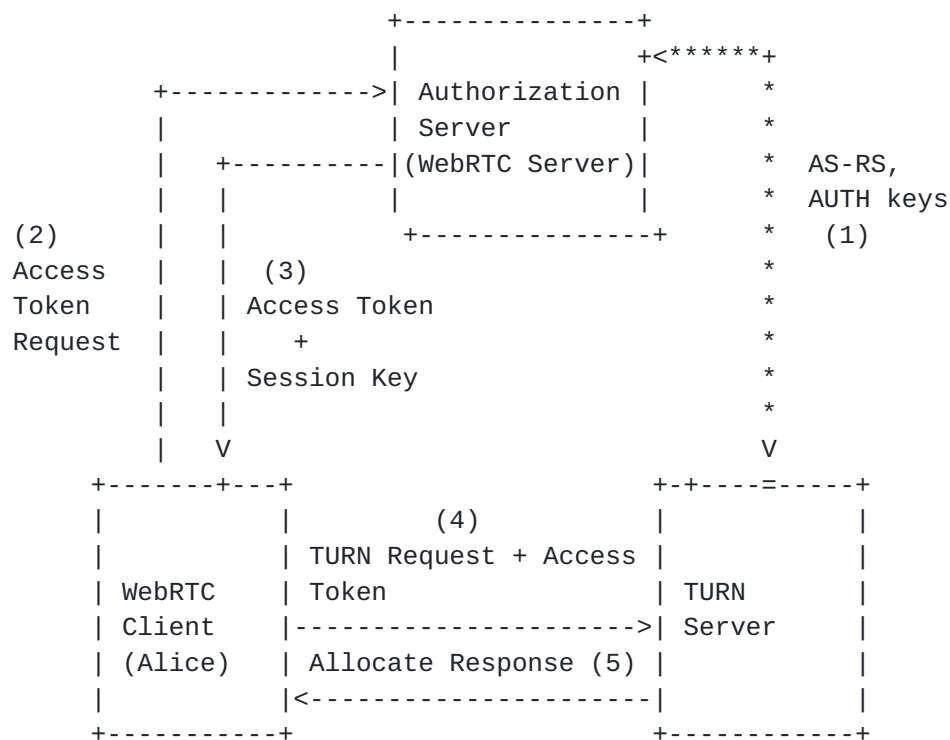 +---------------+
                         |               +<******+
         +------------->| Authorization |       *
         |              | Server        |       *
         |   +----------|(WebRTC Server)|       *  AS-RS,
         |   |          |               |       *  AUTH keys
(2)      |   |           +---------------+      *   (1)
Access   |   |  (3)                             *
Token    |   | Access Token                     *
Request  |   |    +                             *
         |   | Session Key                      *
         |   |                                  *
         |   V                                  V
     +-------+---+                       +-+----=-----+
     |           |         (4)           |            |
     |           | TURN Request + Access |            |
     | WebRTC    | Token                 | TURN       |
     | Client    |---------------------->| Server     |
     | (Alice)   | Allocate Response (5) |            |
     |           |<----------------------|            |
     +-----------+                       +------------+